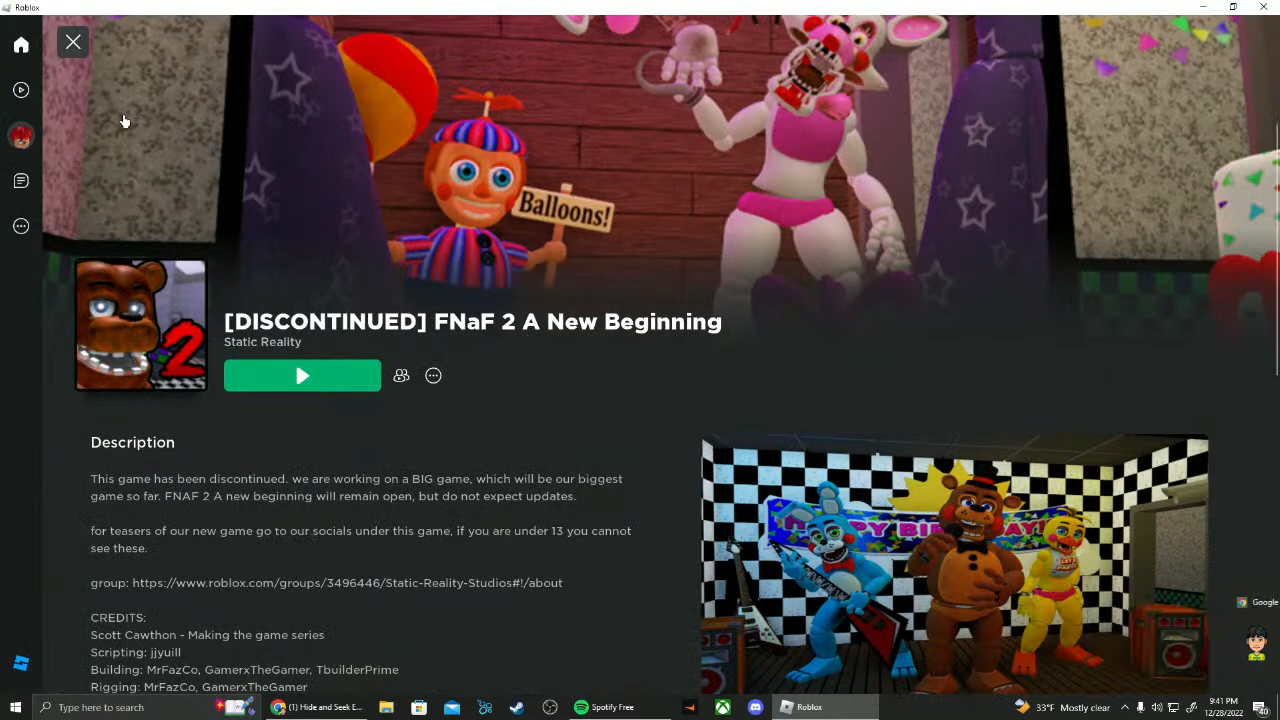 Roblox
Balloons!
2
[DISCONTINUED] FNaF 2 A New Beginning
Static Reality
Description
This game has been discontinued. we are working on a BIG game, which will be our biggest
game so far. FNAF 2 A new beginning will remain open, but do not expect updates.
for teasers of our new game go to our socials under this game, if you are under 13 you cannot
see these.
group: https://www.roblox.com/groups/3496446/Static-Reality-Studios#!/about
CREDITS:
Scott Cawthon - Making the game series
Scripting: jjyuill
Building: MrFazCo, GamerxTheGamer, TbuilderPrime
Rigging: MrFazCo, GamerxTheGamer
Google
Type here to search
(1) Hide and Seek E...
Spotify Free
Roblox
33°F Mostly clear
9:41 PM
12/28/2022
40